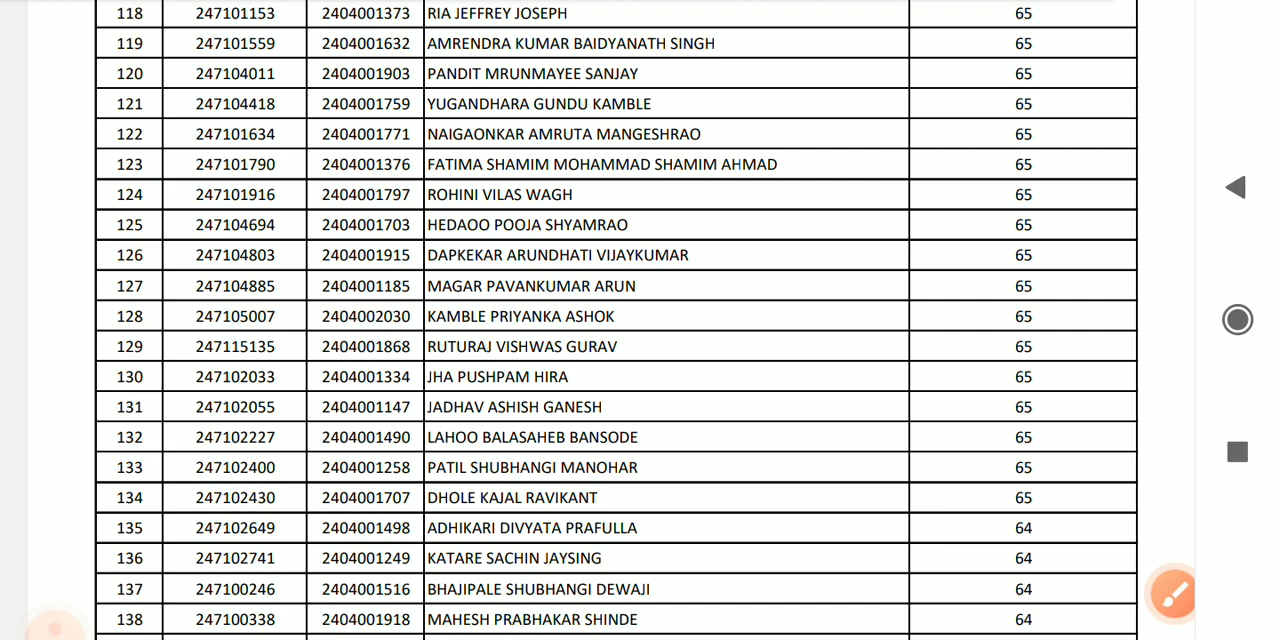 118 247101153 2404001373 RIA JEFFREY JOSEPH 65
119 247101559 2404001632 AMRENDRA KUMAR BAIDYANATH SINGH 65
120 247104011 2404001903 PANDIT MRUNMAYEE SANJAY 65
121 247104418 2404001759 YUGANDHARA GUNDU KAMBLE 65
122 247101634 2404001771 NAIGAONKAR AMRUTA MANGESHRAO 65
123 247101790 2404001376 FATIMA SHAMIM MOHAMMAD SHAMIM AHMAD 65
124 247101916 2404001797 ROHINI VILAS WAGH 65
125 247104694 2404001703 HEDAOO POOJA SHYAMRAO 65
126 247104803 2404001915 DAPKEKAR ARUNDHATI VIJAYKUMAR 65
127 247104885 2404001185 MAGAR PAVANKUMAR ARUN 65
128 247105007 2404002030 KAMBLE PRIYANKA ASHOK 65
129 247115135 2404001868 RUTURAJ VISHWAS GURAV 65
130 247102033 2404001334 JHA PUSHPAM HIRA 65
131 247102055 2404001147 JADHAV ASHISH GANESH 65
132 247102227 2404001490 LAHOO BALASAHEB BANSODE 65
133 247102400 2404001258 PATIL SHUBHANGI MANOHAR 65
134 247102430 2404001707 DHOLE KAJAL RAVIKANT 65
135 247102649 2404001498 ADHIKARI DIVYATA PRAFULLA 64
136 247102741 2404001249 KATARE SACHIN JAYSING 64
137 247100246 2404001516 BHAJIPALE SHUBHANGI DEWAJI 64
138 247100338 2404001918 MAHESH PRABHAKAR SHINDE 64